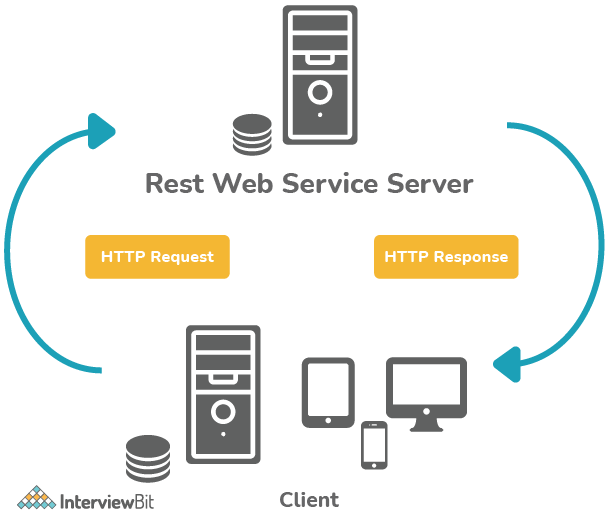 Rest Web Service Server
HTTP Request
HTTP Response
Client
InterviewBit